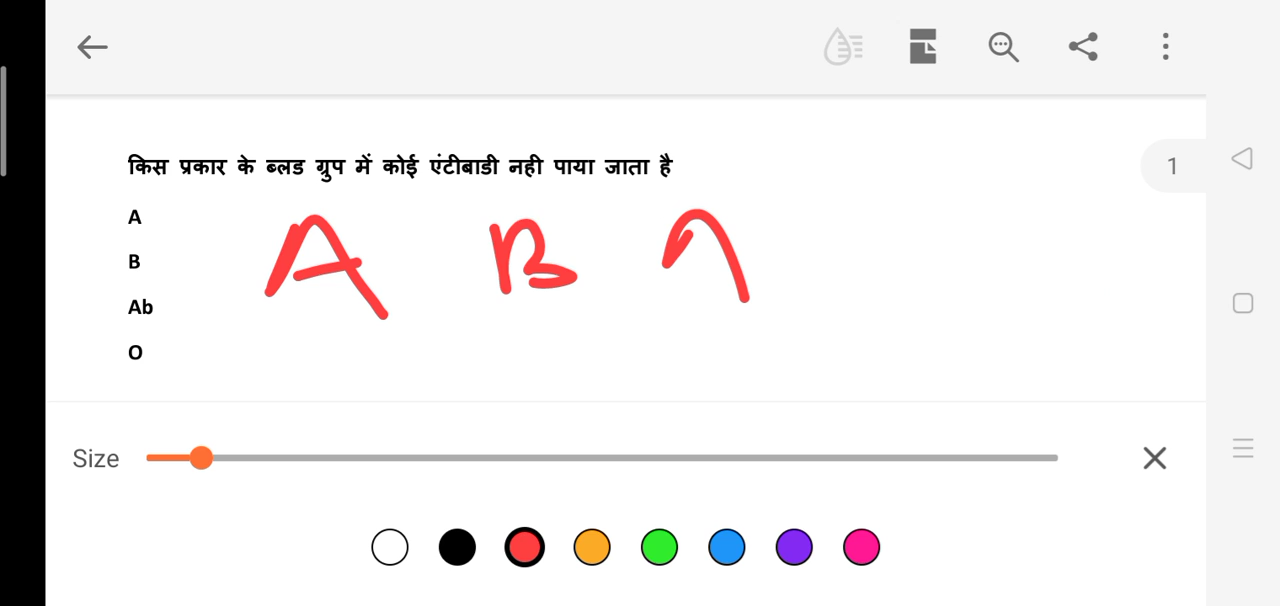 1
किस प्रकार के ब्लड ग्रुप में कोई एंटीबाडी नही पाया जाता है
A
B
Ab
O
A B
Size